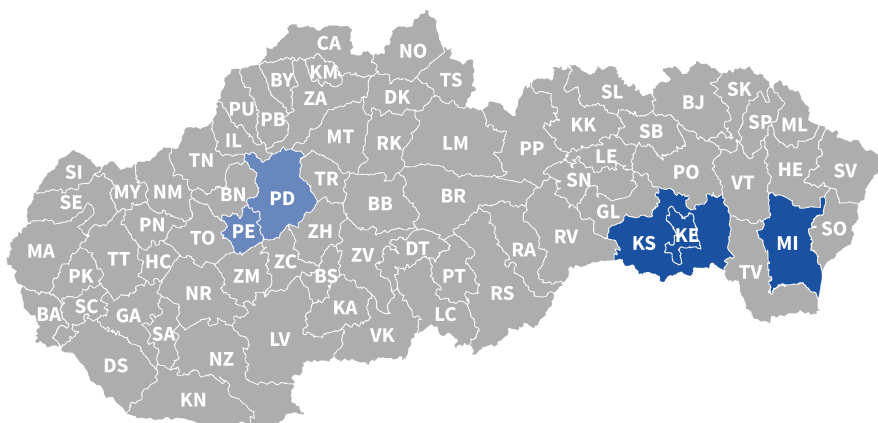 CA
NO
BY
KM
TS
ZA
DK
PU
PB
SL
SK
BJ
KK
SP
ML
IL
MT
RK
LM
PP
SB
TN
LE
SI
TR
PO
HE
SV
SN
VT
MY
NM
BN
PD
BB
BR
SE
GL
PN
TO
PE
ZH
RV
KS
KE
MI
SO
MA
TT
HC
ZV
DT
RA
PK
ZM
ZC
BS
PT
TV
NR
RS
BA
SC
GA
KA
LC
SA
LV
VK
DS
NZ
KN